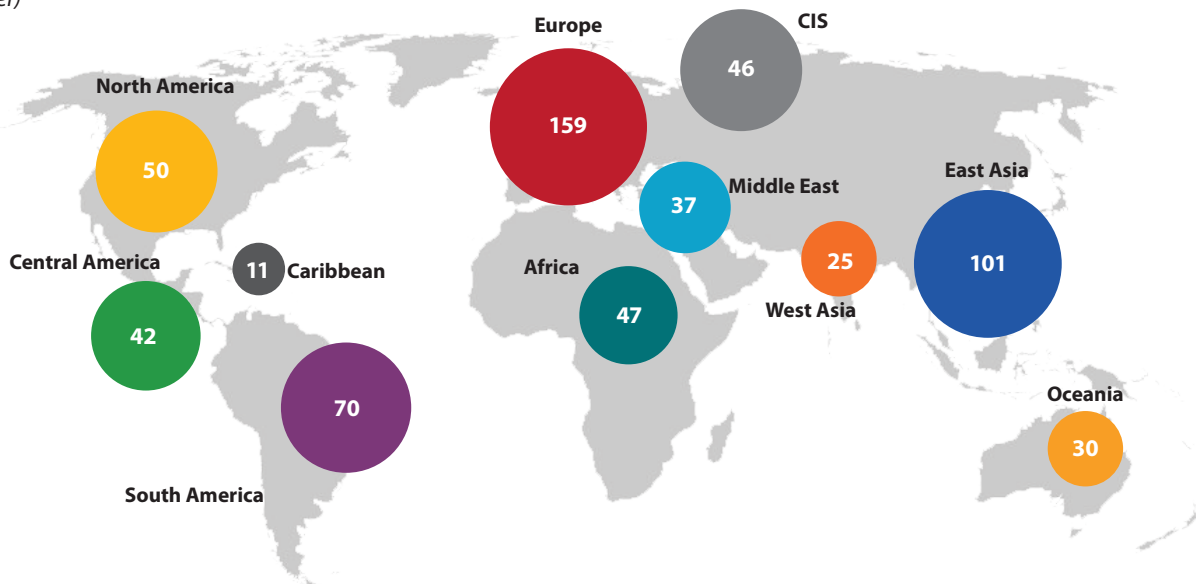 CIS
Europe
46
North America
159
50
East Asia
Middle East
37
Central America
Caribbean
11
Africa
25
101
West Asia
47
42
Oceania
70
30
South America